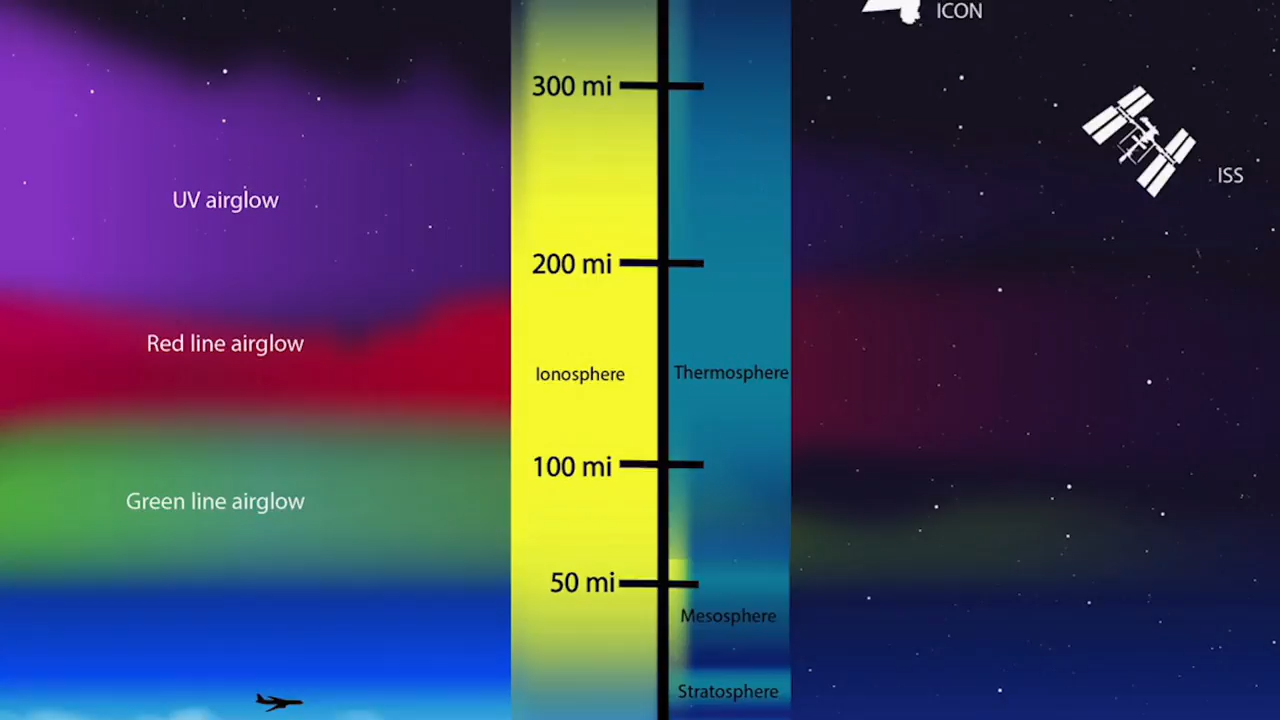 ICON
300 mi
ISS
UV airglow
200 mi
Red line airglow
Ionosphere
Thermosphere
100 mi
Green line airglow
50 mi
Mesosphere
Stratosphere